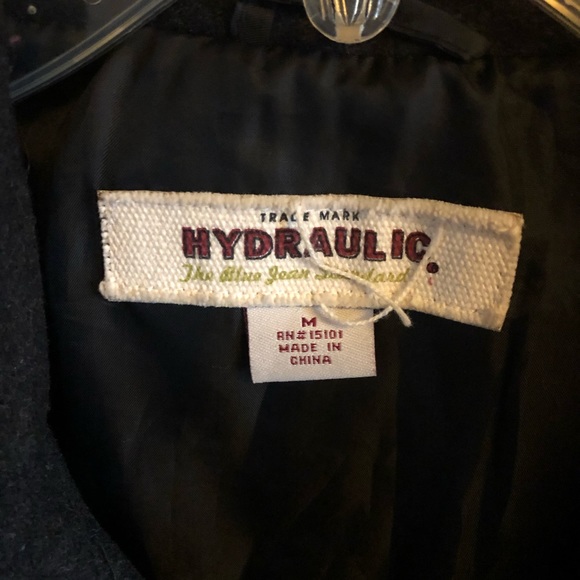 TRADE MARK
HYDRAULIC
The Blue Jean Standard
M
RN#15101
MADE IN
CHINA